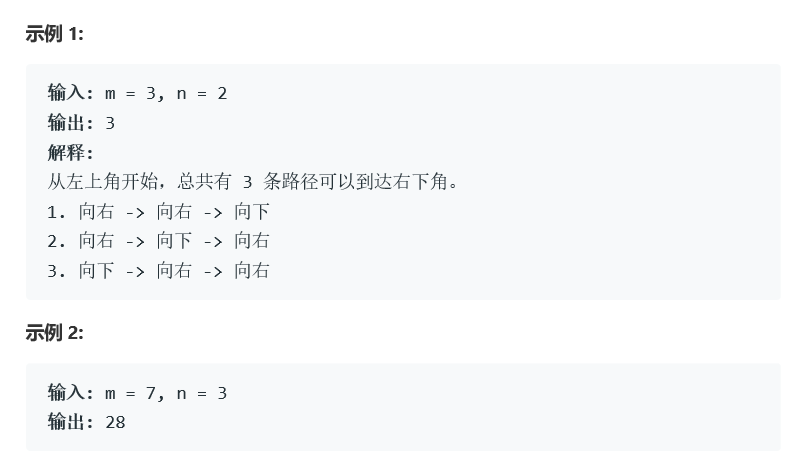 示例 1:
输入: m = 3, n = 2
输出: 3
解释:
从左上角开始，总共有 3 条路径可以到达右下角。
1. 向右 -> 向右 -> 向下
2. 向右 -> 向下 -> 向右
3. 向下 -> 向右 -> 向右
示例 2:
输入: m = 7, n = 3
输出: 28